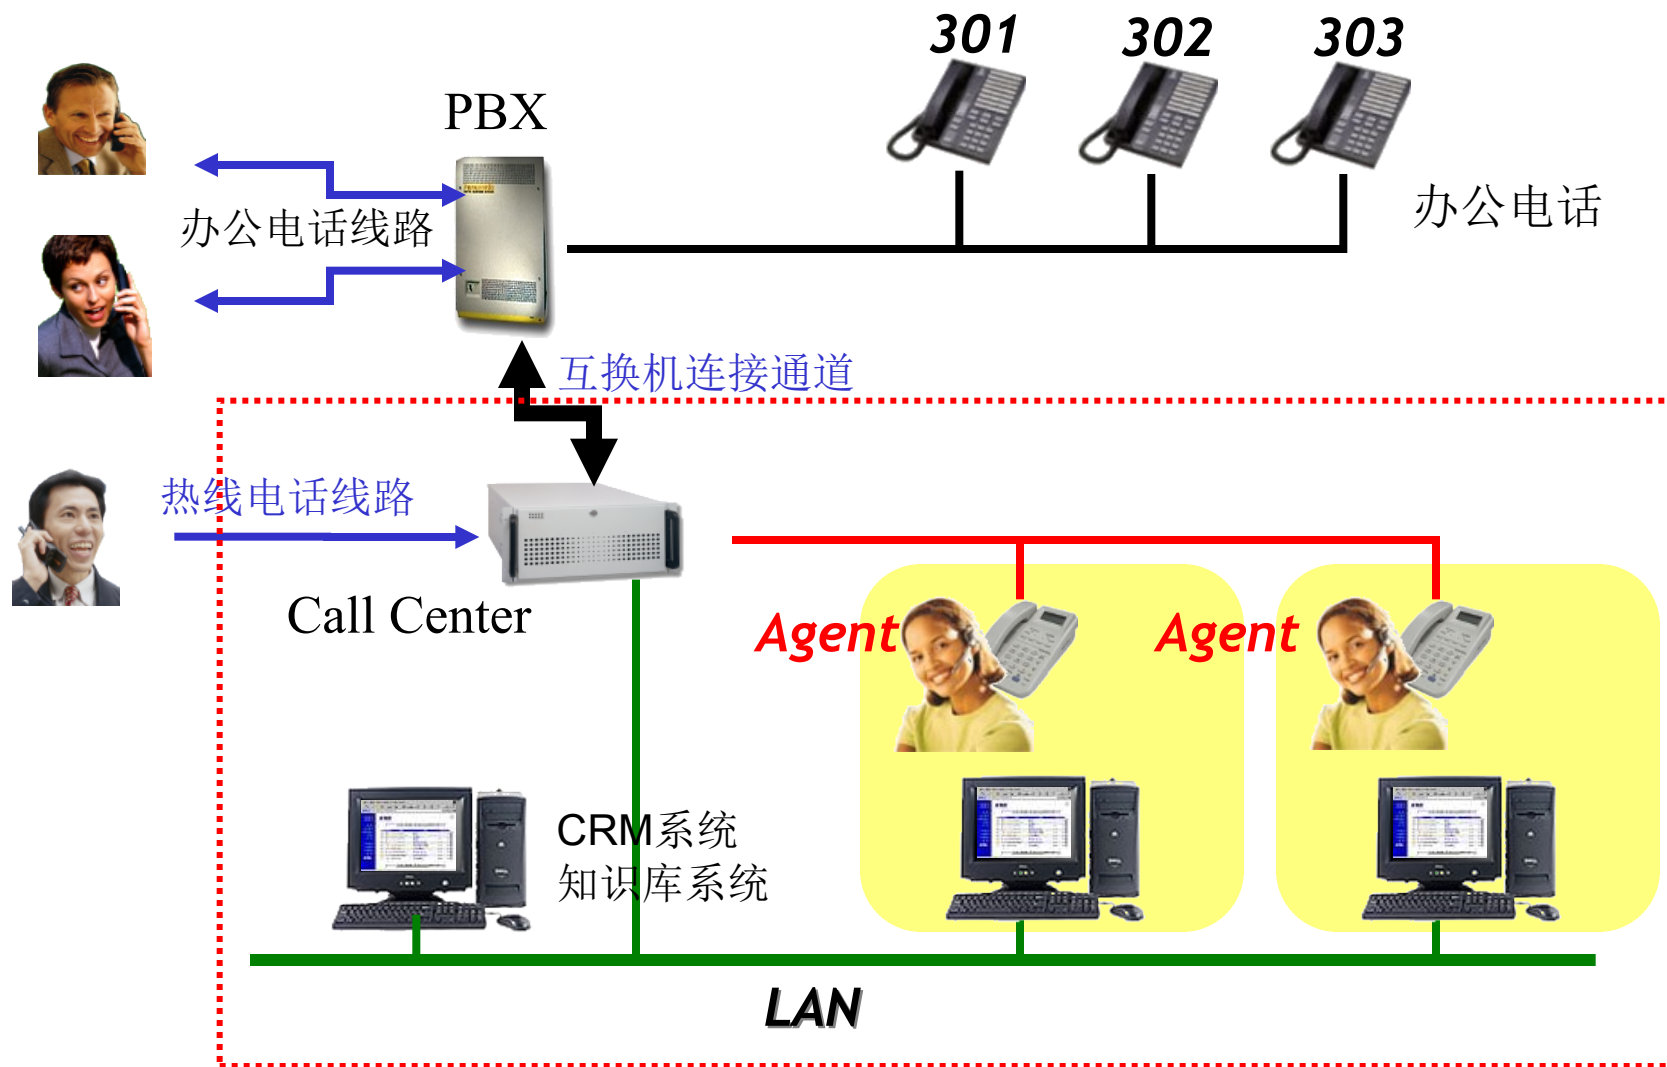 301
302
303
PBX
办公电话线路
办公电话
互换机连接通道
热线电话线路
Call Center
Agent
Agent
CRM系统
知识库系统
LAN